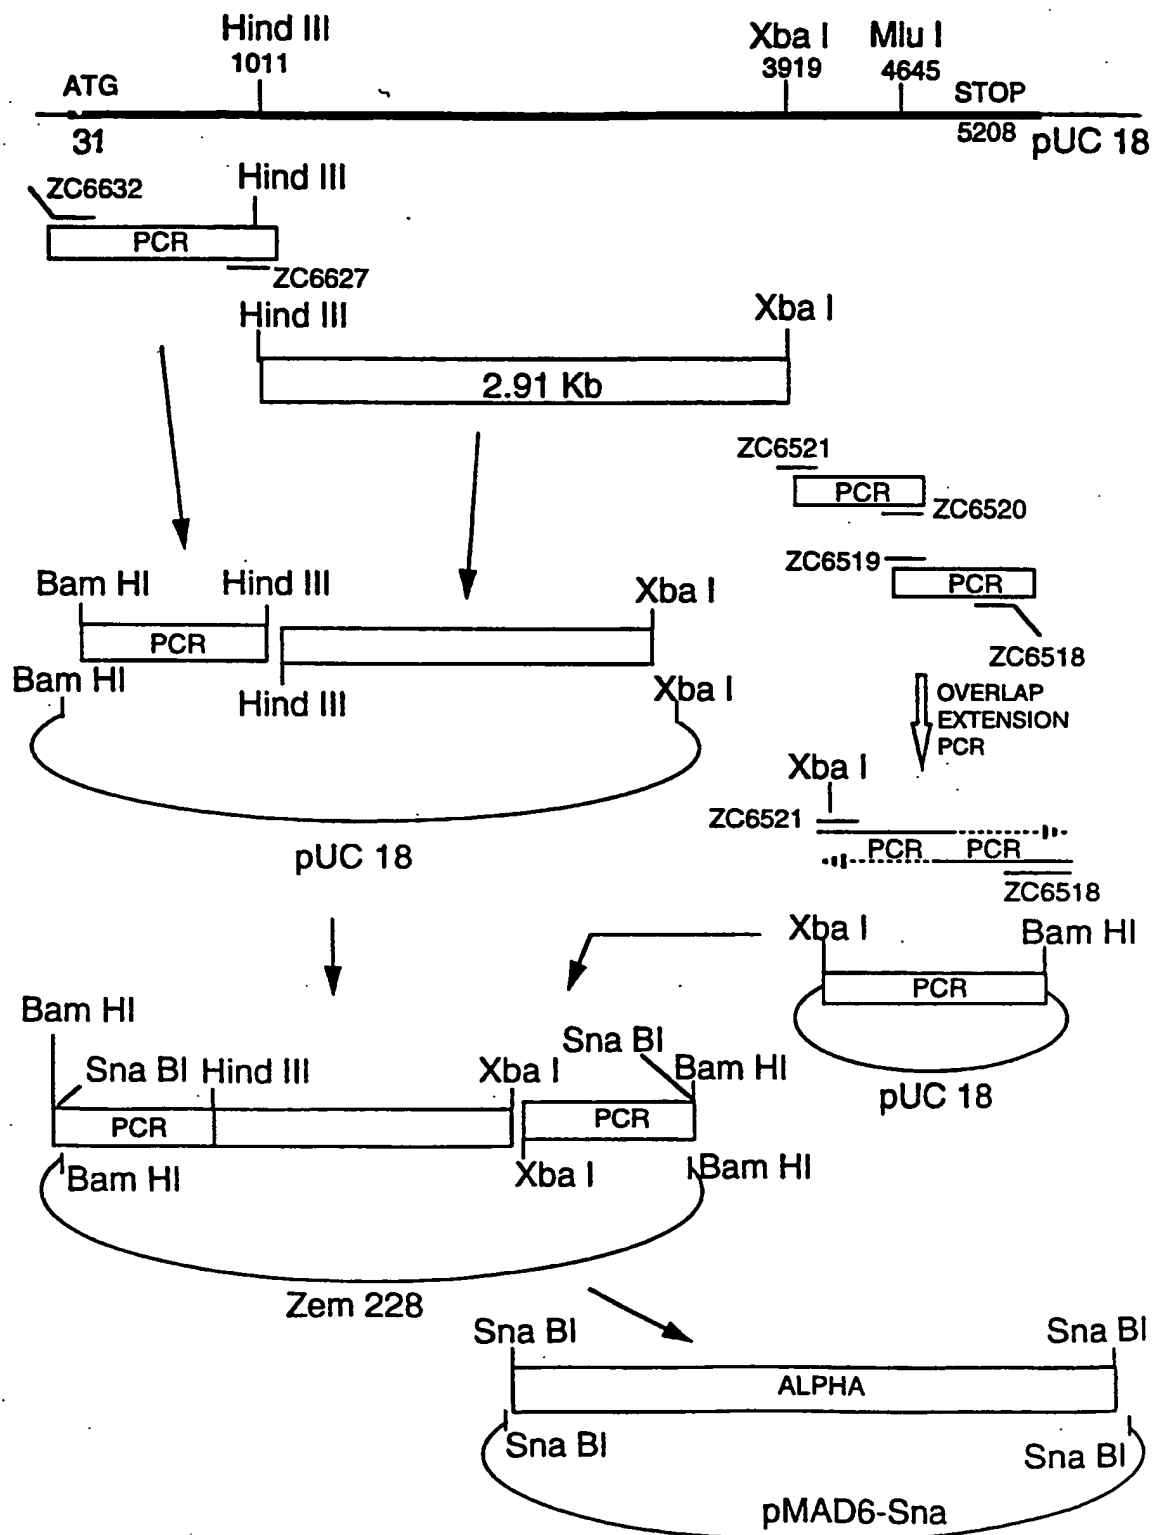 Hind III
1011
Xba I
3919
Mlu I
4645
ATG
STOP
31
5208
pUC 18
ZC6632
Hind III
PCR
ZC6627
Hind III
Xba I
2.91 Kb
ZC6521
PCR
ZC6520
ZC6519
PCR
ZC6518
Bam HI
Hind III
Xba I
PCR
Bam HI
Hind III
Xba I
pUC 18
OVERLAP
EXTENSION
PCR
Xba I
ZC6521
PCR
PCR
ZC6518
Xba I
Bam HI
PCR
pUC 18
Bam HI
Sna BI
Hind III
Xba I
Sna BI
Bam HI
PCR
PCR
Bam HI
Xba I
Bam HI
Zem 228
Sna BI
Sna BI
ALPHA
Sna BI
Sna BI
pMAD6-Sna